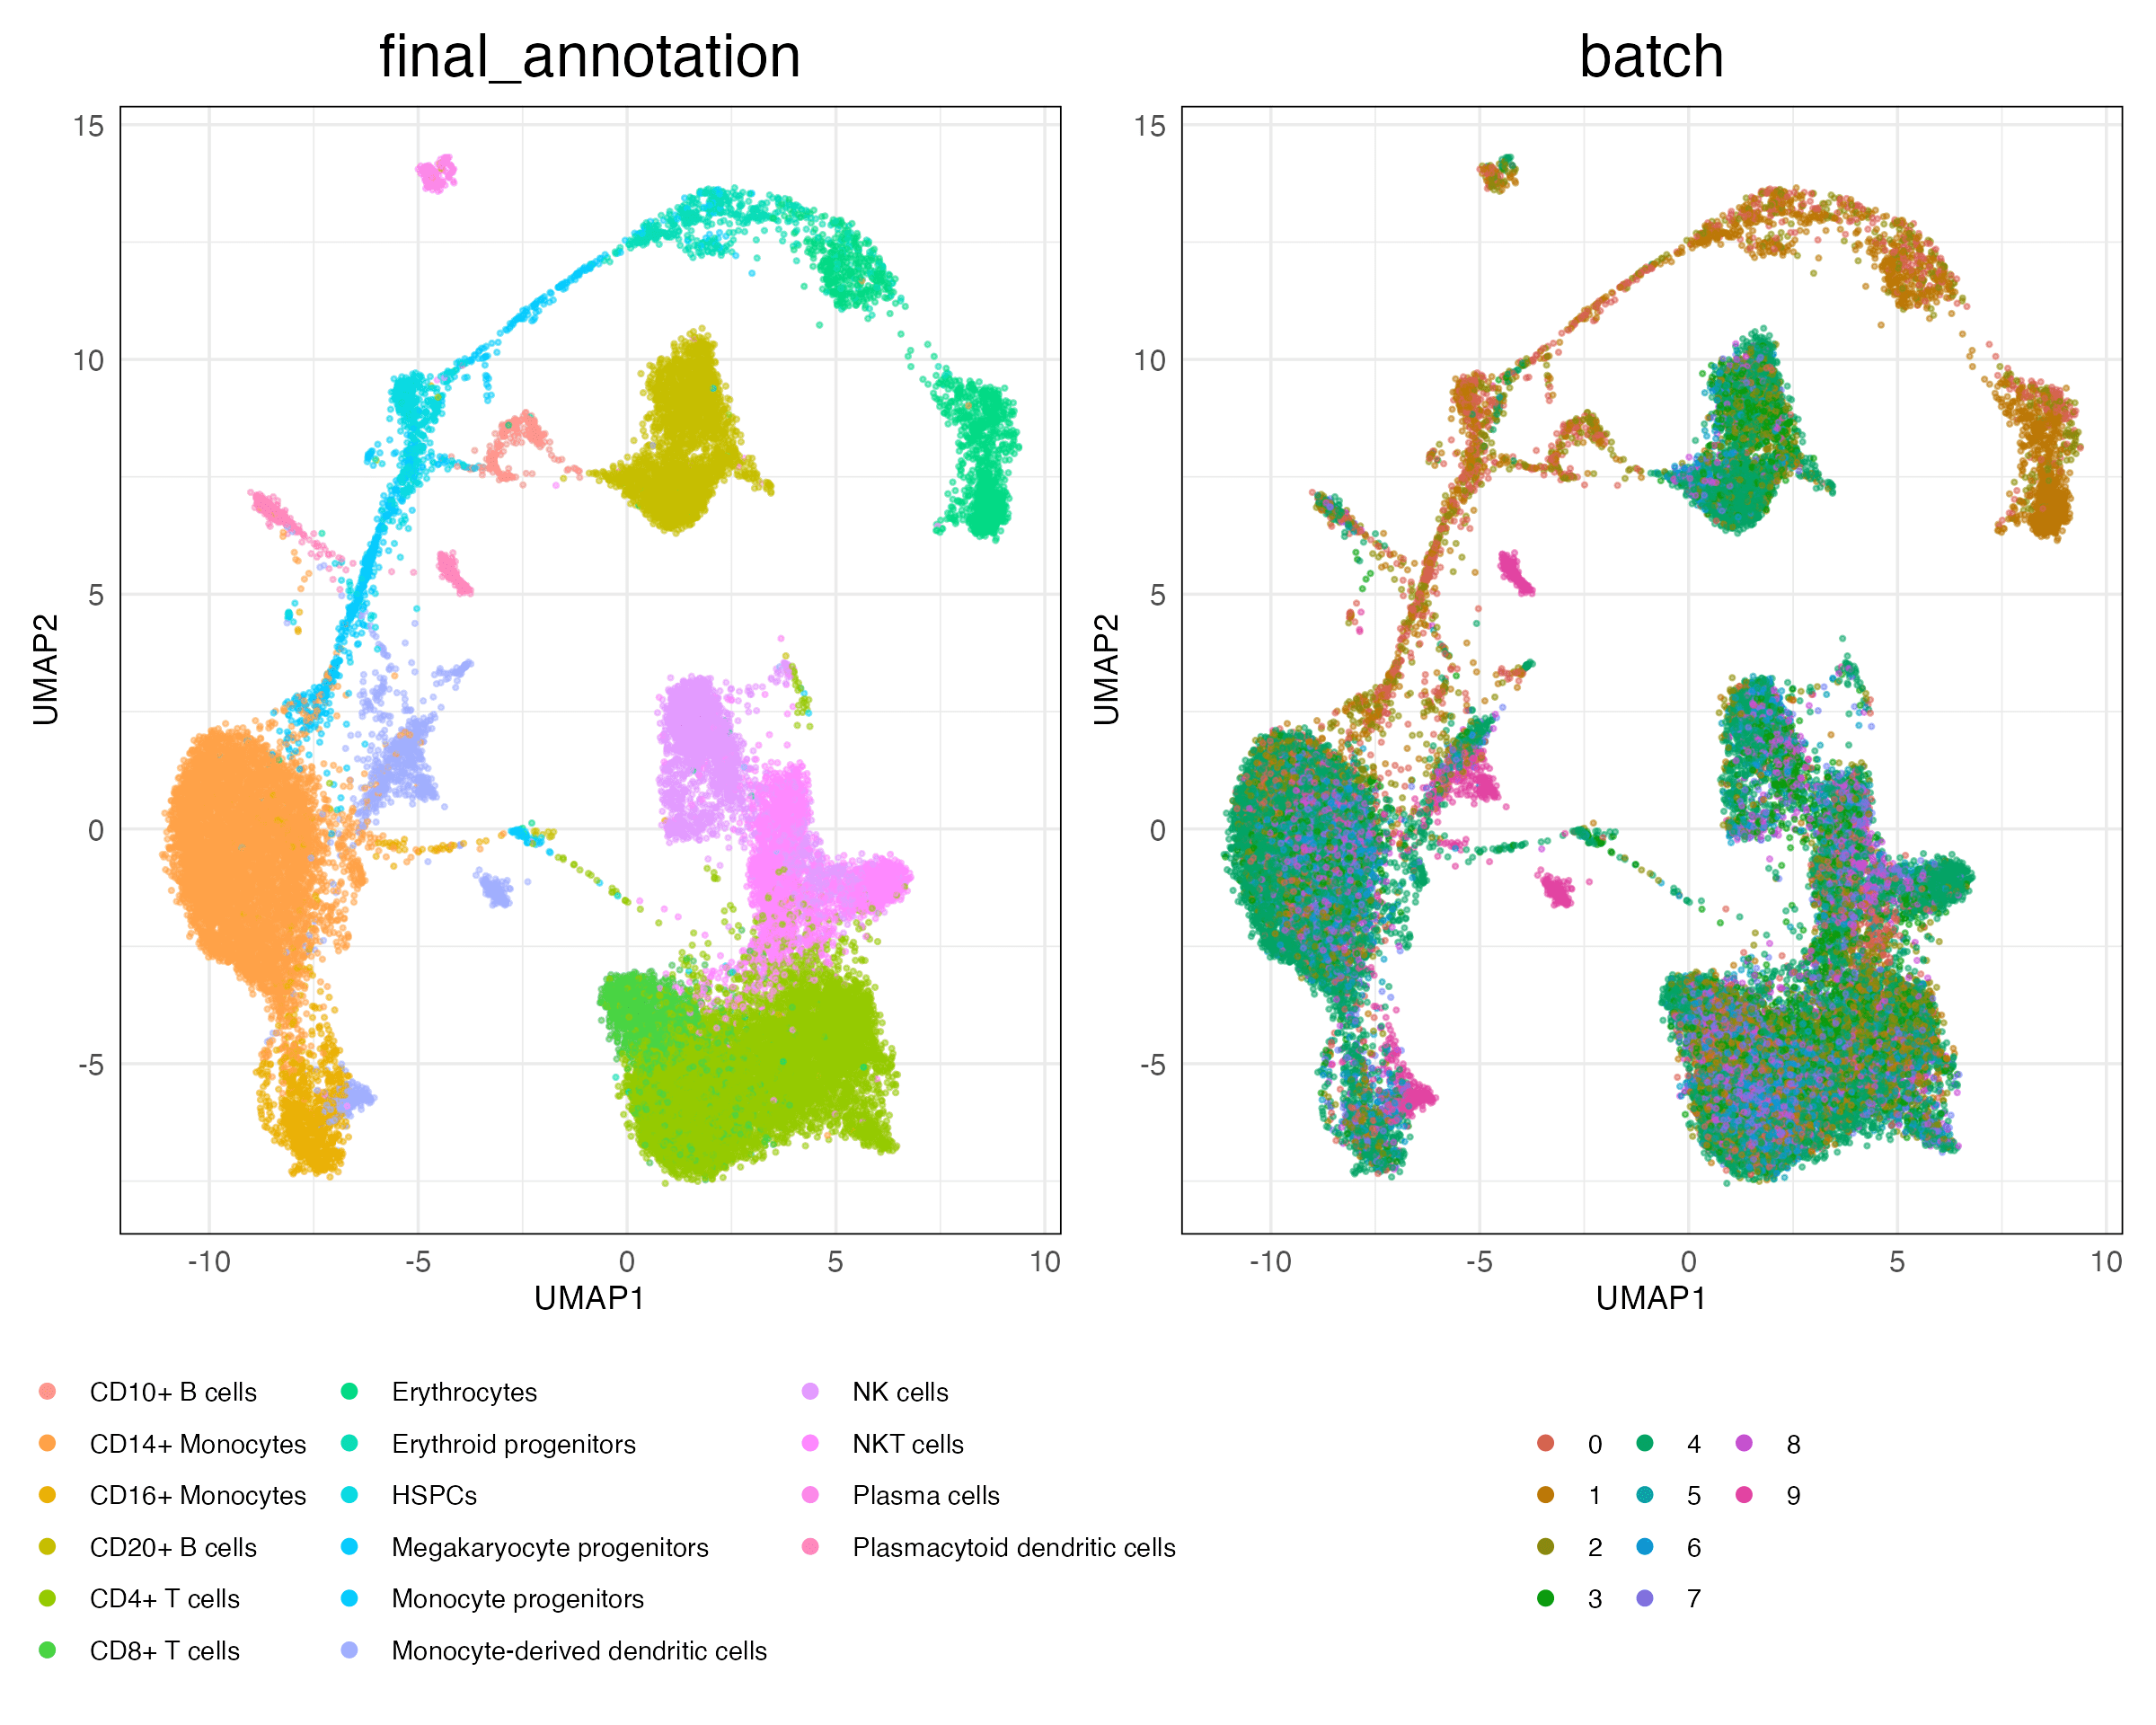 final_annotation
batch
15
10
5
0
-5
UMAP2
-10
-5
0
5
10
UMAP1
15
10
5
0
-5
UMAP2
-10
-5
0
5
10
UMAP1
CD10+ B cells
CD14+ Monocytes
CD16+ Monocytes
CD20+ B cells
CD4+ T cells
CD8+ T cells
Erythrocytes
Erythroid progenitors
HSPCs
Megakaryocyte progenitors
Monocyte progenitors
Monocyte-derived dendritic cells
NK cells
NKT cells
Plasma cells
Plasmacytoid dendritic cells
0
1
2
3
4
5
6
7
8
9